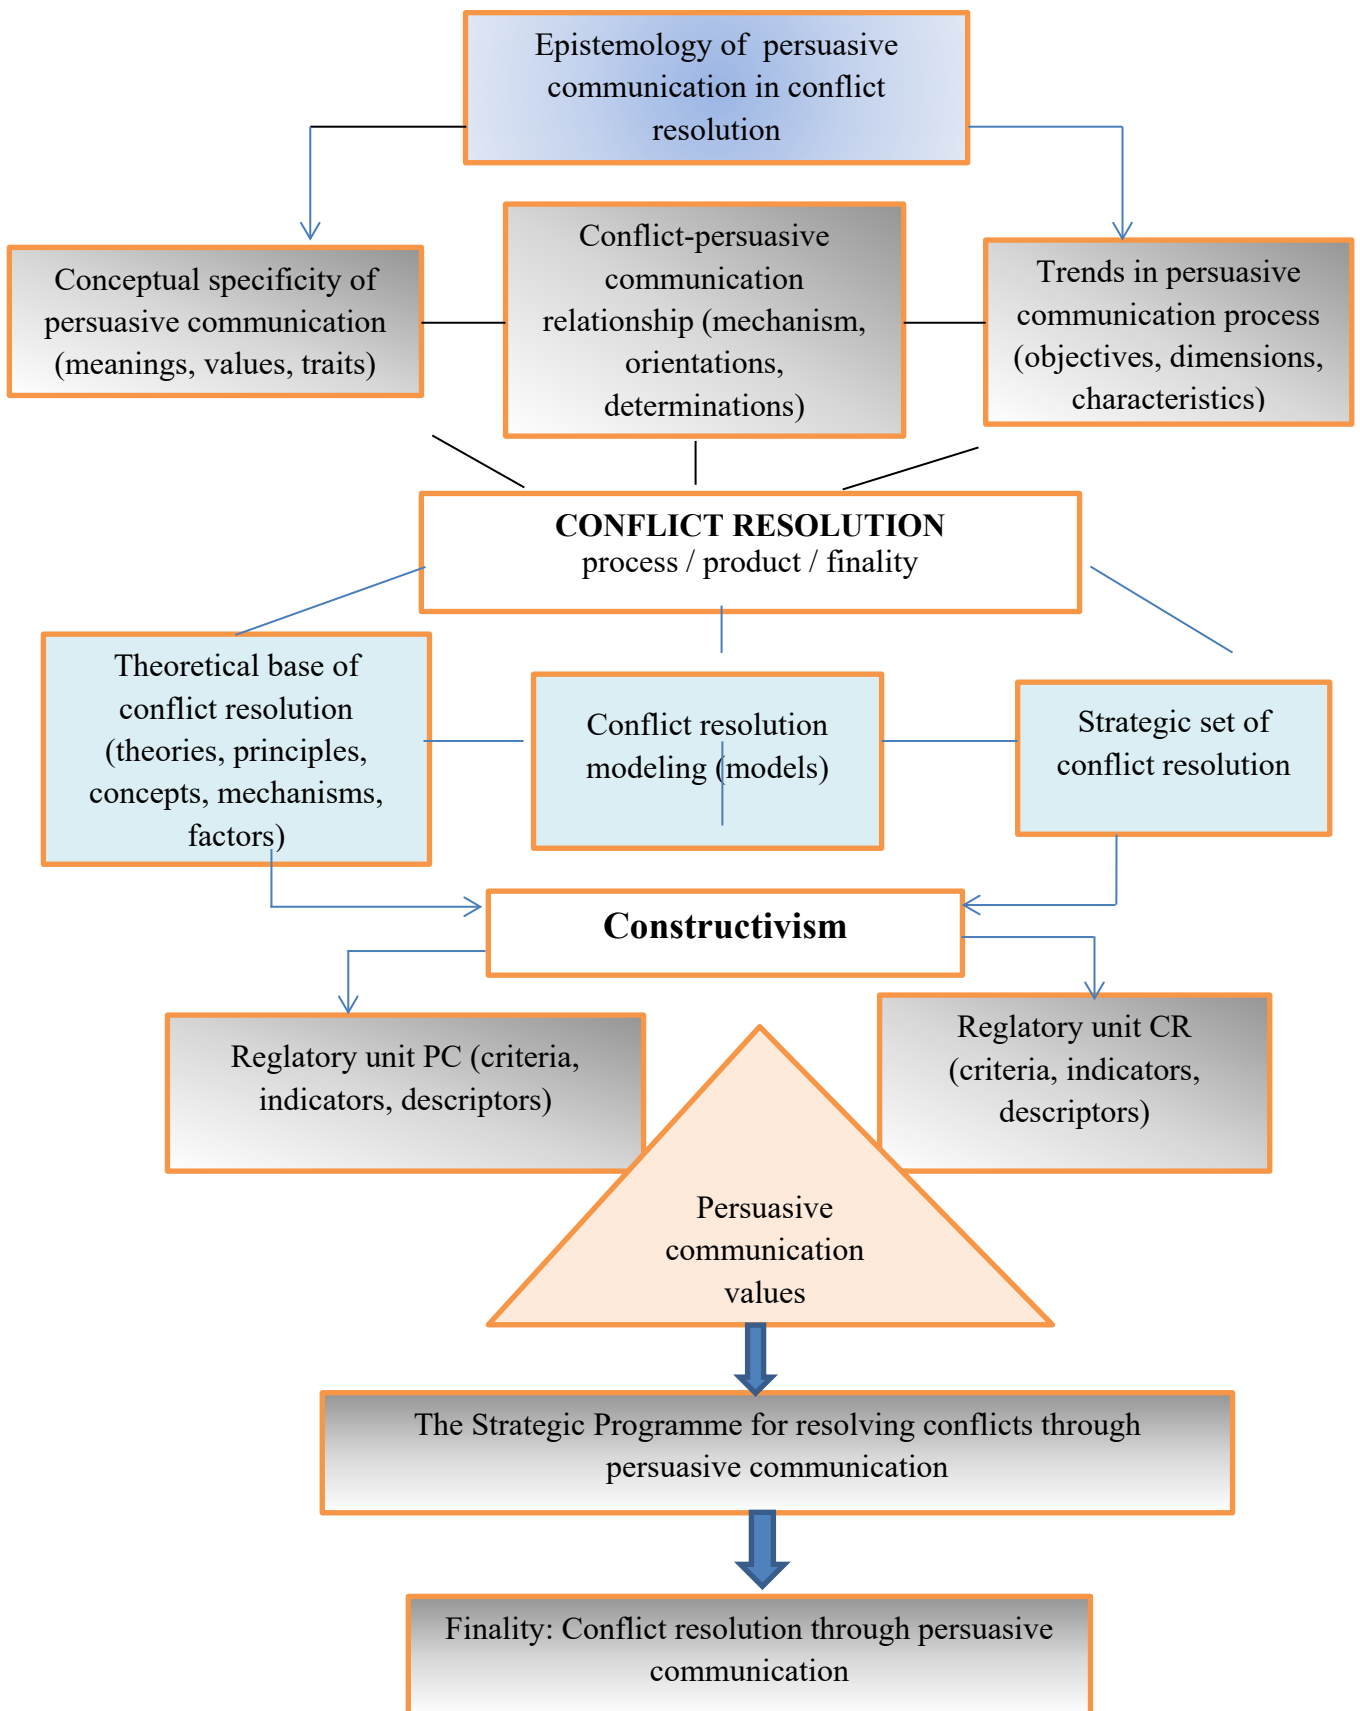 Epistemology of persuasive
communication in conflict
resolution
Conceptual specificity of
persuasive communication
(meanings, values, traits)
Conflict-persuasive
communication
relationship (mechanism,
orientations,
determinations)
Trends in persuasive
communication process
(objectives, dimensions,
characteristics)
CONFLICT RESOLUTION
process / product / finality
Theoretical base of
conflict resolution
(theories, principles,
concepts, mechanisms,
factors)
Conflict resolution
modeling (models)
Strategic set of
conflict resolution
Constructivism
Reglatory unit PC (criteria,
indicators, descriptors)
Reglatory unit CR
(criteria, indicators,
descriptors)
Persuasive
communication
values
The Strategic Programme for resolving conflicts through
persuasive communication
Finality: Conflict resolution through persuasive
communication